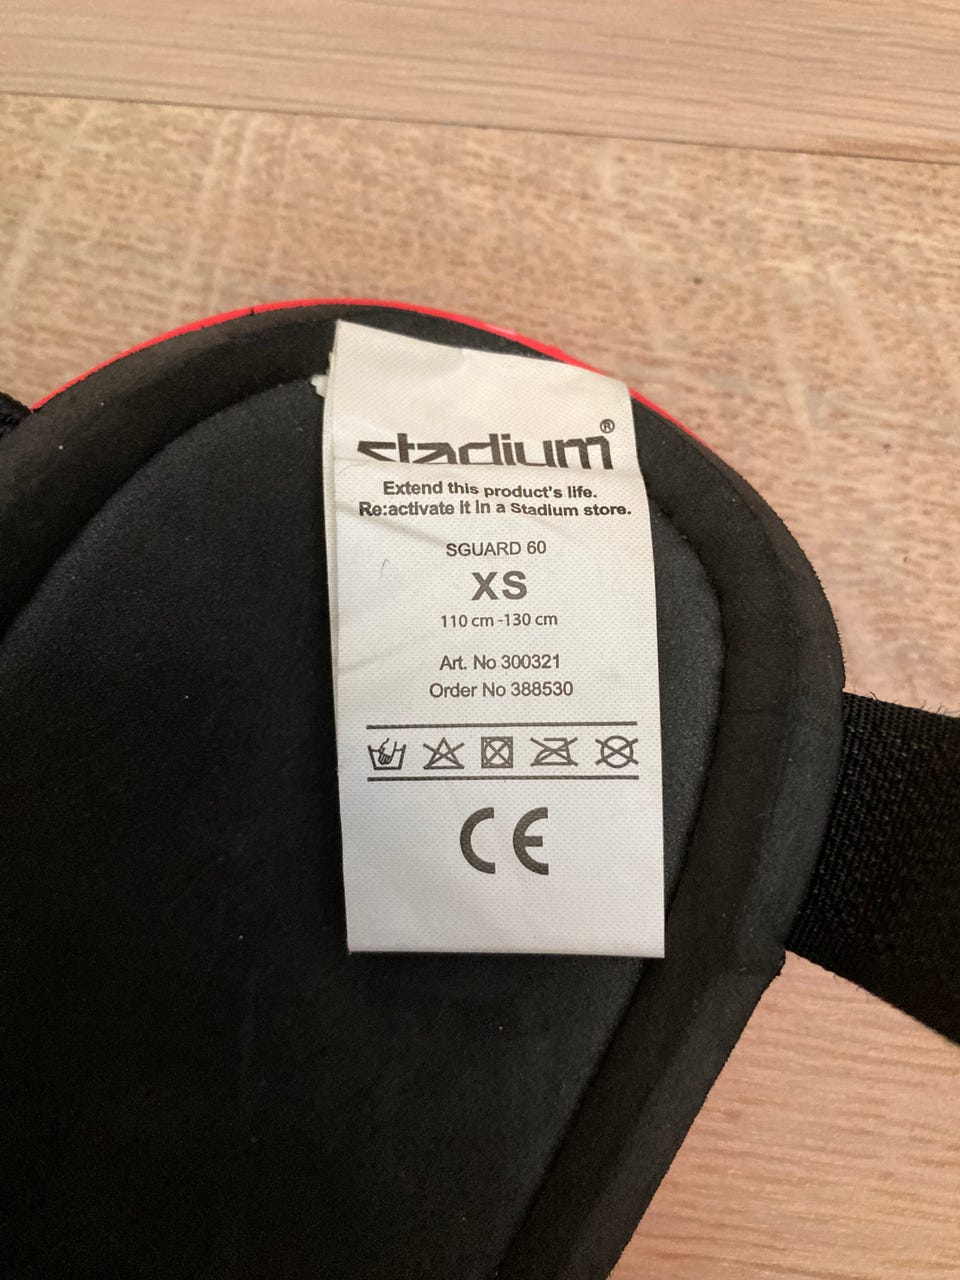 stadium®
Extend this product's life.
Re:activate it in a Stadium store.
SGUARD 60
XS
110 cm -130 cm
Art. No 300321
Order No 388530
CE